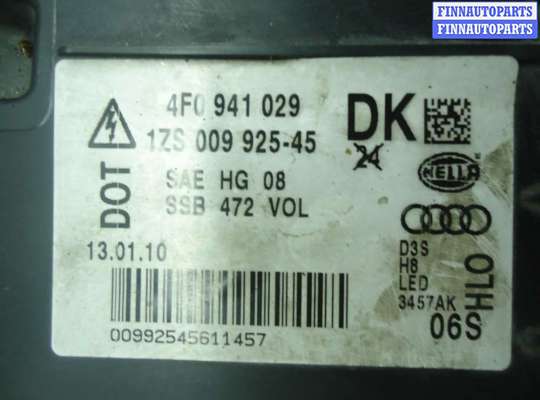 FINNAUTOPARTS
FINNAUTOPARTS
4F0 941 029
1ZS 009 925-45
DK
24
SAE HG 08
SSB 472 VOL
HELLA
DOT
13.01.10
D3S
H8
LED
3457AK
HLO
06S
00992545611457